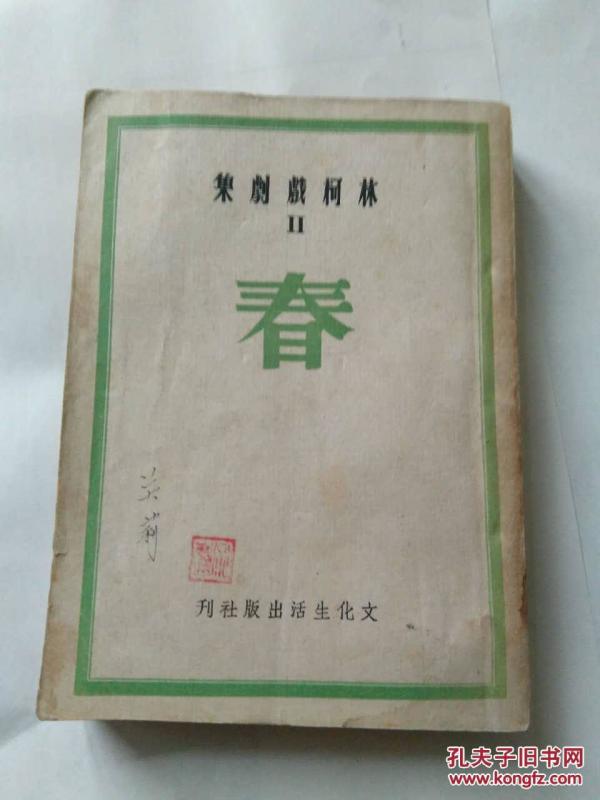 林柯戲劇集
II
春
文化生活出版社刊
孔夫子旧书网
www.kongfz.com